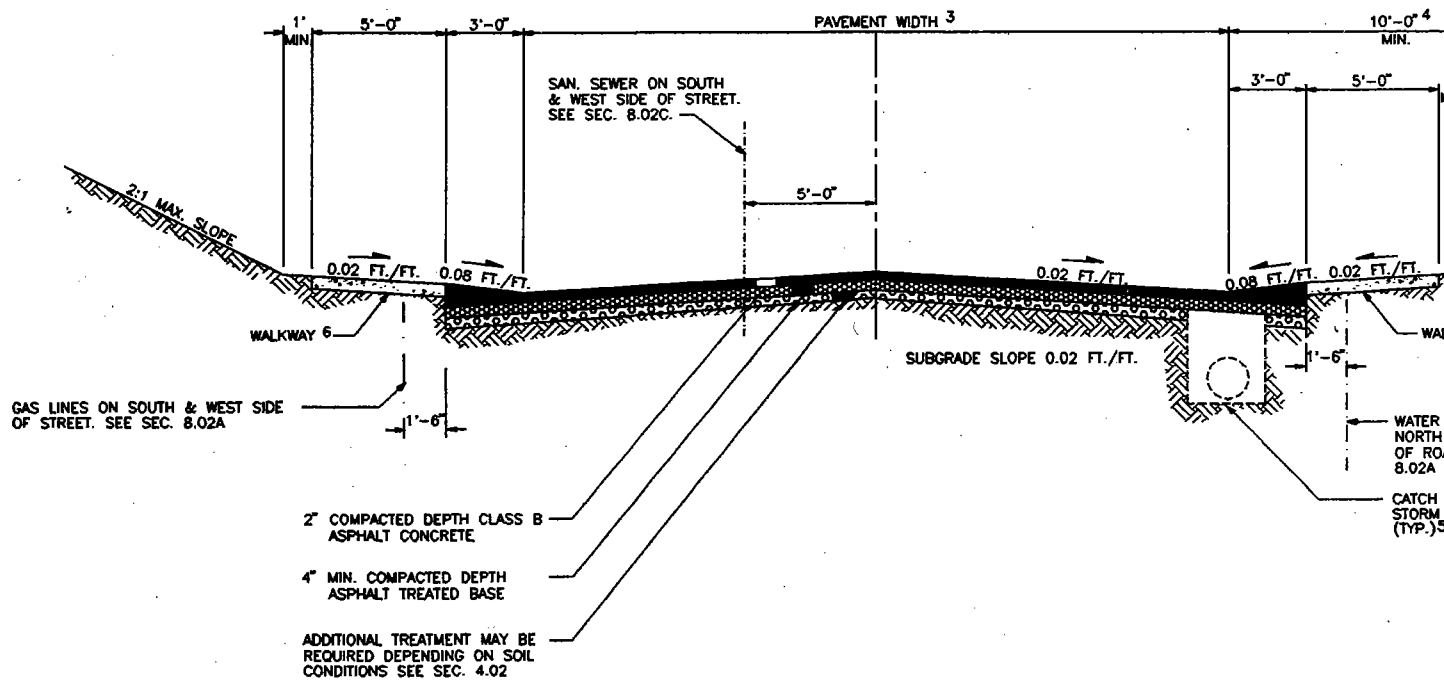 1'
MIN.
5'-0"
3'-0"
PAVEMENT WIDTH 3
10'-0" 4
MIN.
SAN. SEWER ON SOUTH
& WEST SIDE OF STREET.
SEE SEC. 8.02C.
3'-0"
5'-0"
5'-0"
2:1 MAX. SLOPE
0.02 FT./FT.
0.08 FT./FT.
0.02 FT./FT.
0.08 FT./FT.
0.02 FT./FT.
WALKWAY 6
WAL
SUBGRADE SLOPE 0.02 FT./FT.
1'-6"
GAS LINES ON SOUTH & WEST SIDE
OF STREET. SEE SEC. 8.02A
1'-6"
WATER
NORTH
OF ROA
8.02A
CATCH
STORM
(TYP.)5
2" COMPACTED DEPTH CLASS B
ASPHALT CONCRETE
4" MIN. COMPACTED DEPTH
ASPHALT TREATED BASE
ADDITIONAL TREATMENT MAY BE
REQUIRED DEPENDING ON SOIL
CONDITIONS SEE SEC. 4.02